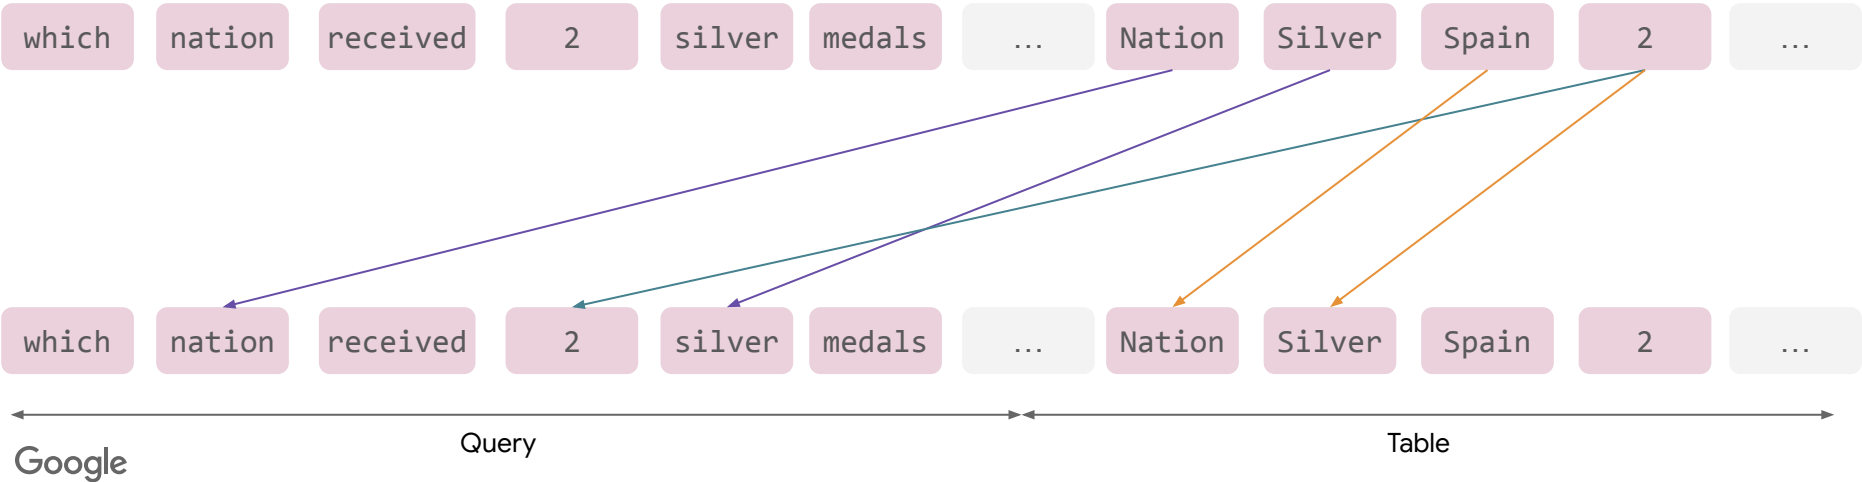 which nation received 2 silver medals ... Nation Silver Spain 2 ...
which nation received 2 silver medals ... Nation Silver Spain 2 ...
Query Table
Google